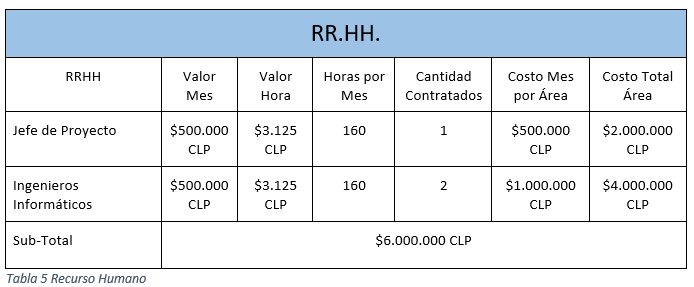 RR.HH.
RRHH
Valor
Mes
Valor
Hora
Horas por
Mes
Cantidad
Contratados
Costo Mes
por Área
Costo Total
Área
Jefe de Proyecto
$500.000
CLP
$3.125
CLP
160
1
$500.000
CLP
$2.000.000
CLP
Ingenieros
Informáticos
$500.000
CLP
$3.125
CLP
160
2
$1.000.000
CLP
$4.000.000
CLP
Sub-Total
$6.000.000 CLP
Tabla 5 Recurso Humano